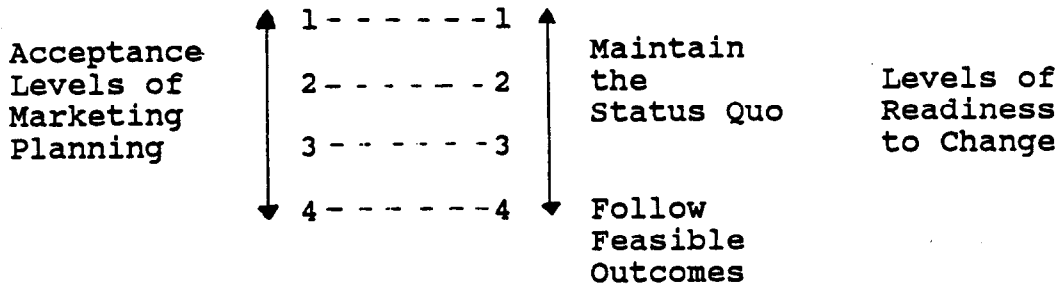 Acceptance
Levels of
Marketing
Planning
1 - - - - - - - 1
2 - - - - - - - 2
3 - - - - - - - 3
4 - - - - - - - 4
Maintain
the
Status Quo
Follow
Feasible
Outcomes
Levels of
Readiness
to Change